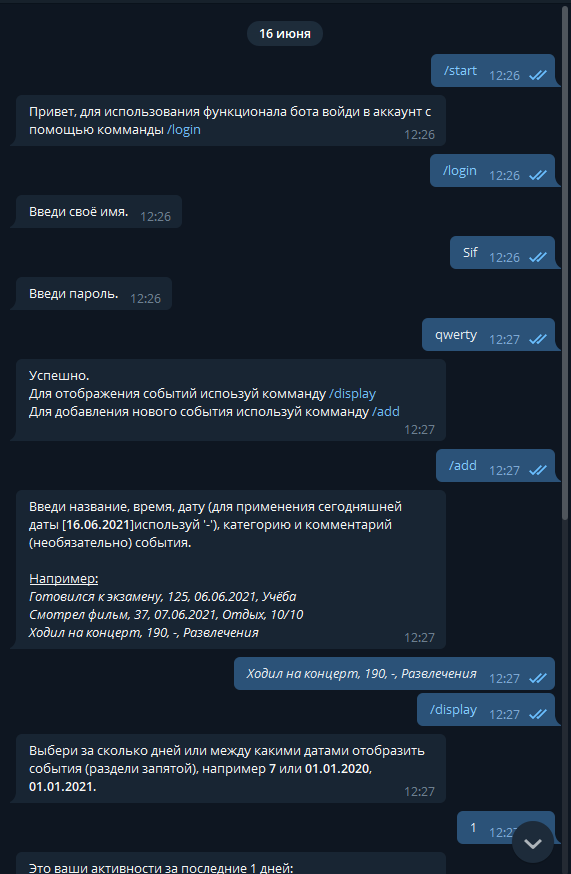 16 июня
/start 12:26
Привет, для использования функционала бота войди в аккаунт с
помощью комманды /login 12:26
/login 12:26
Введи своё имя. 12:26
Sif 12:26
Введи пароль. 12:26
qwerty 12:27
Успешно.
Для отображения событий испоьзуй комманду /display
Для добавления нового события используй комманду /add
12:27
/add 12:27
Введи название, время, дату (для применения сегодняшней
даты [16.06.2021]используй '-'), категорию и комментарий
(необязательно) события.
Например:
Готовился к экзамену, 125, 06.06.2021, Учёба
Смотрел фильм, 37, 07.06.2021, Отдых, 10/10
Ходил на концерт, 190, -, Развлечения 12:27
Ходил на концерт, 190, -, Развлечения 12:27
/display 12:27
Выбери за сколько дней или между какими датами отобразить
события (раздели запятой), например 7 или 01.01.2020,
01.01.2021. 12:27
1 12:27
Это ваши активности за последние 1 дней: